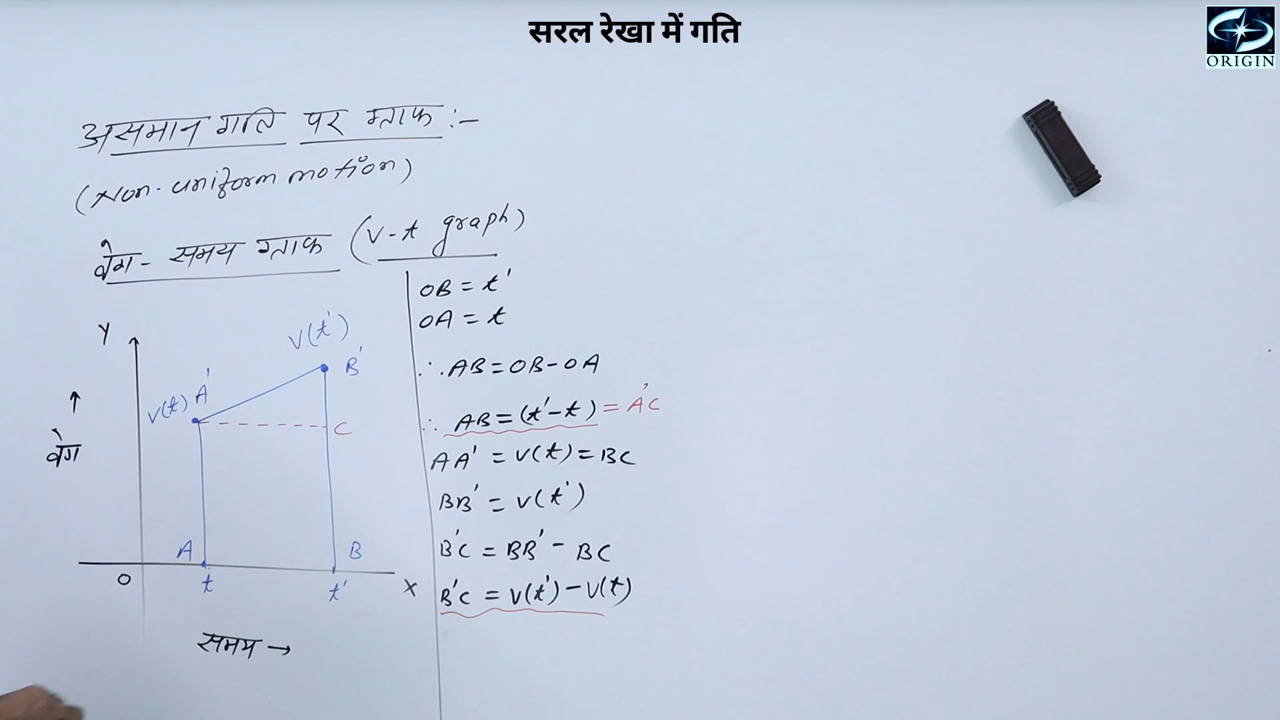 सरल रेखा में गति
ORIGIN
असमान गति पर ग्राफ :-
(Non-uniform motion)
वेग- समय ग्राफ (v-t graph)
OB = t'
OA = t
∴ AB = OB - OA
∴ AB = (t'-t) = A'C
AA' = v(t) = BC
BB' = v(t')
B'C = BB' - BC
B'C = v(t') - v(t)
Y
v(t')
B'
A'
v(t)
C
↑
वेग
A
B
O
t
t'
X
समय →